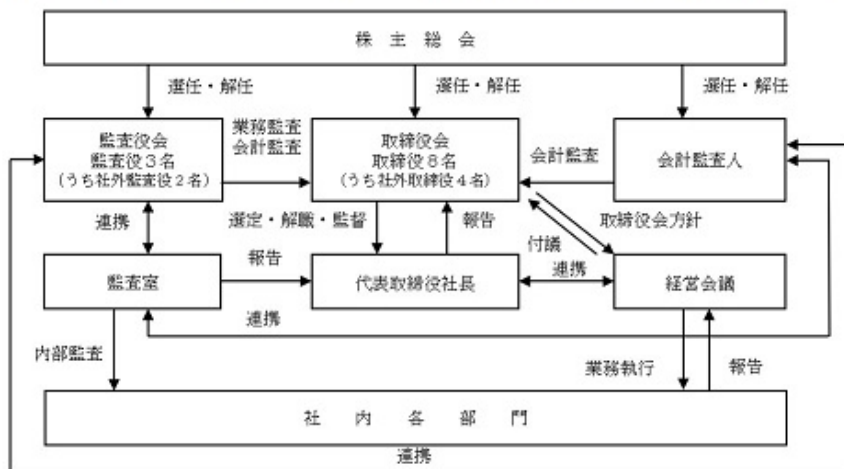 株 主 総 会
選任・解任
選任・解任
選任・解任
監査役会
監査役3名
(うち社外監査役2名)
業務監査
会計監査
取締役会
取締役8名
(うち社外取締役4名)
会計監査
会計監査人
連携
選定・解職・監督
報告
付議
取締役会方針
監査室
報告
代表取締役社長
連携
経営会議
連携
内部監査
業務執行
報告
社 内 各 部 門
連携